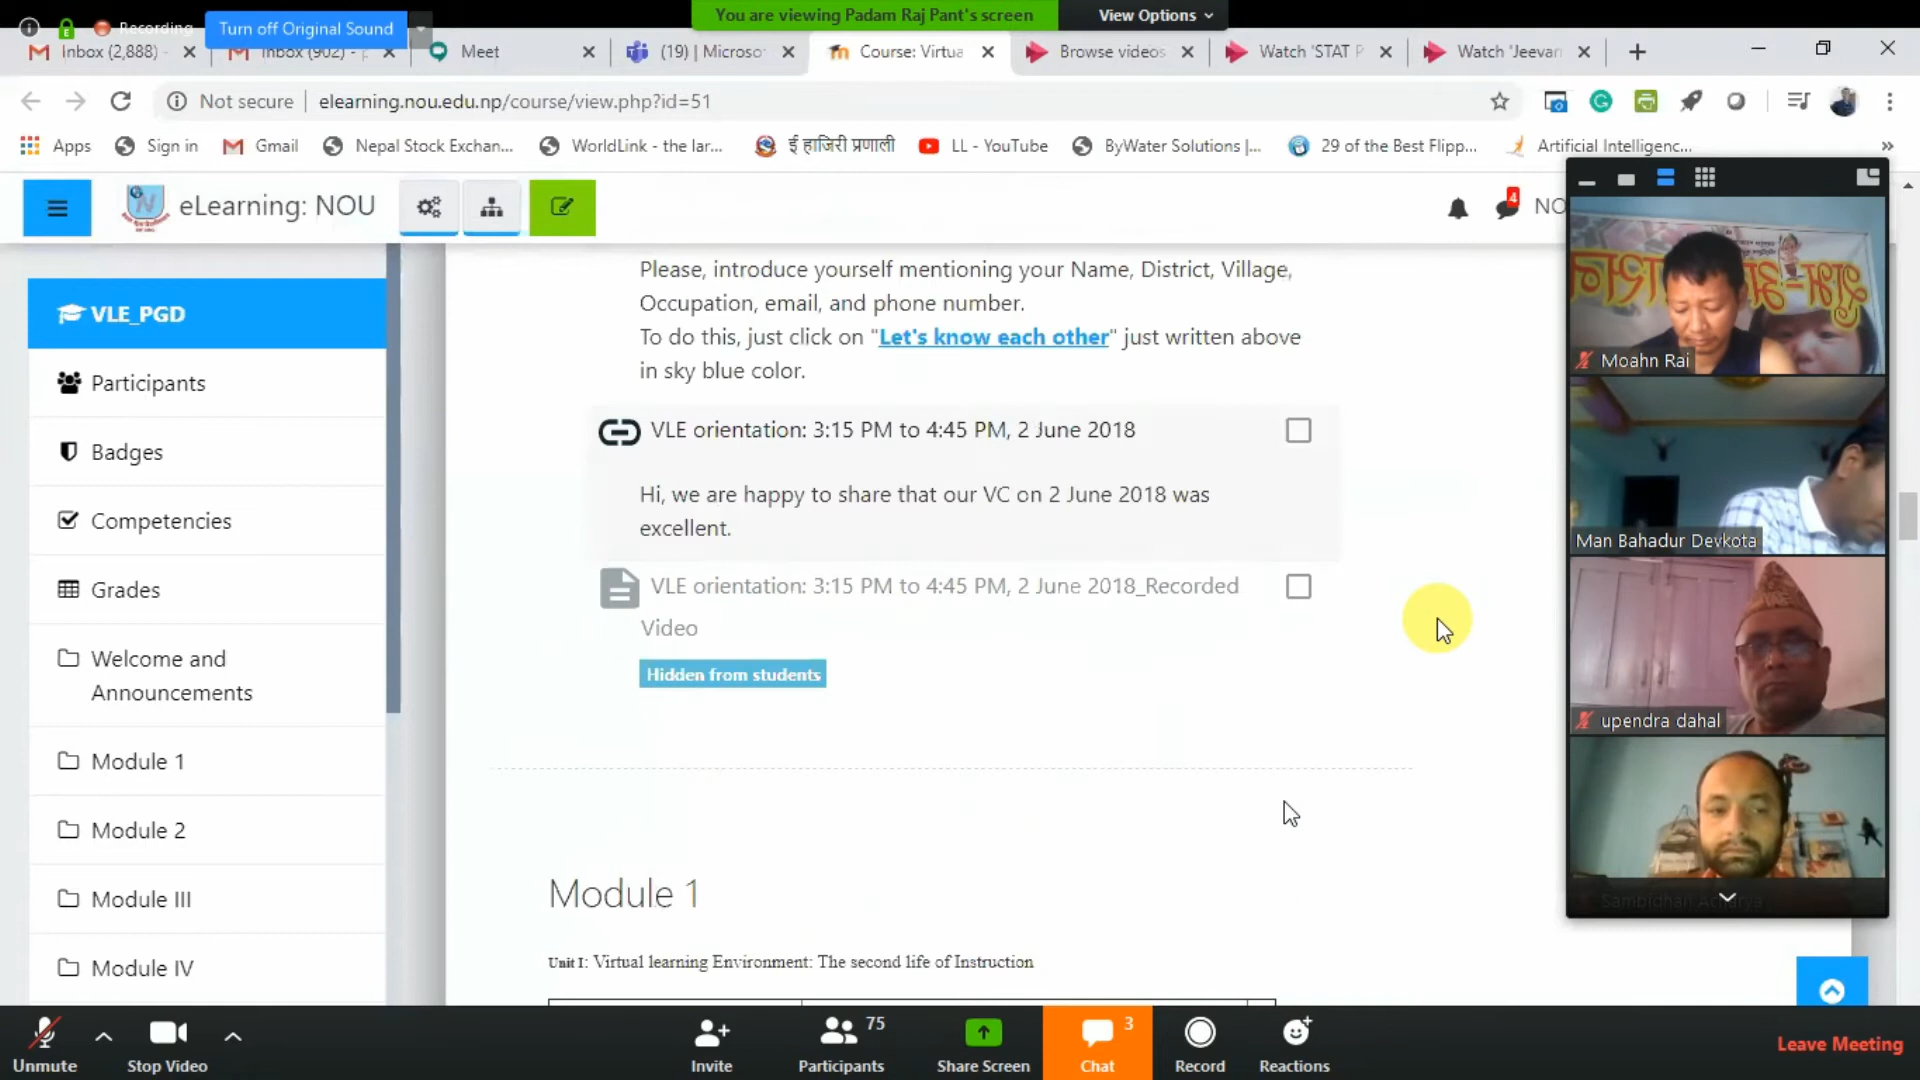 Recording
Turn off Original Sound
You are viewing Padam Raj Pant's screen
View Options
Inbox (2,888)
Inbox (902) - p
Meet
(19) | Microso
Course: Virtua
Browse videos
Watch 'STAT P
Watch 'Jeevan
Not secure
elearning.nou.edu.np/course/view.php?id=51
Apps
Sign in
Gmail
Nepal Stock Exchan...
WorldLink - the lar...
ई हाजिरी प्रणाली
LL - YouTube
ByWater Solutions |...
29 of the Best Flipp...
Artificial Intelligenc...
eLearning: NOU
4
NO
VLE_PGD
Participants
Badges
Competencies
Grades
Welcome and
Announcements
Module 1
Module 2
Module III
Module IV
Please, introduce yourself mentioning your Name, District, Village,
Occupation, email, and phone number.
To do this, just click on "Let's know each other" just written above
in sky blue color.
VLE orientation: 3:15 PM to 4:45 PM, 2 June 2018
Hi, we are happy to share that our VC on 2 June 2018 was
excellent.
VLE orientation: 3:15 PM to 4:45 PM, 2 June 2018_Recorded
Video
Hidden from students
Module 1
Unit I: Virtual learning Environment: The second life of Instruction
Moahn Rai
Man Bahadur Devkota
upendra dahal
Sambidhan Acharya
Unmute
Stop Video
Invite
75
Participants
Share Screen
3
Chat
Record
Reactions
Leave Meeting